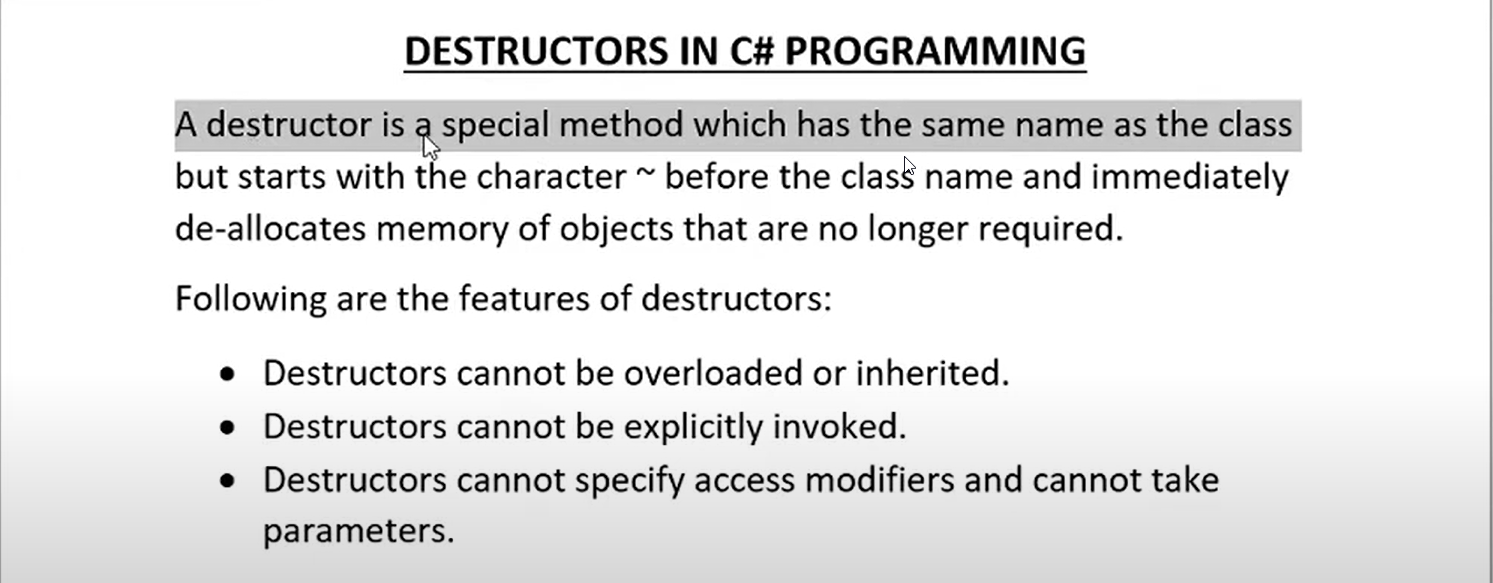 DESTRUCTORS IN C# PROGRAMMING
A destructor is a special method which has the same name as the class
but starts with the character ~ before the class name and immediately
de-allocates memory of objects that are no longer required.
Following are the features of destructors:
• Destructors cannot be overloaded or inherited.
• Destructors cannot be explicitly invoked.
• Destructors cannot specify access modifiers and cannot take
parameters.